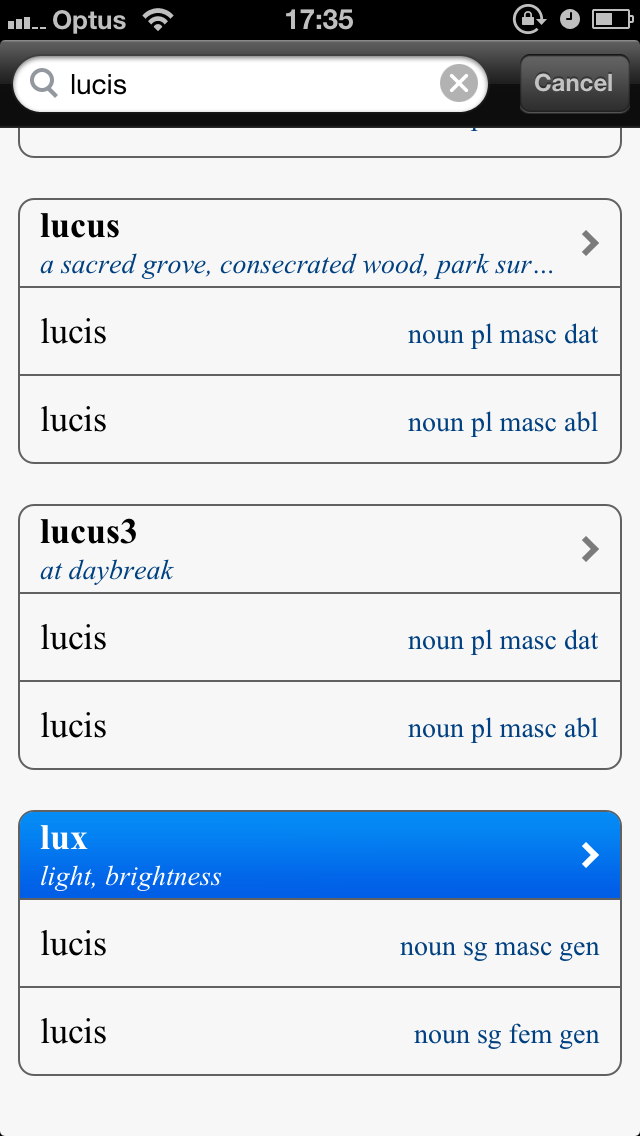 Optus 17:35
lucis Cancel
lucus
a sacred grove, consecrated wood, park sur...
lucis noun pl masc dat
lucis noun pl masc abl
lucus3
at daybreak
lucis noun pl masc dat
lucis noun pl masc abl
lux
light, brightness
lucis noun sg masc gen
lucis noun sg fem gen